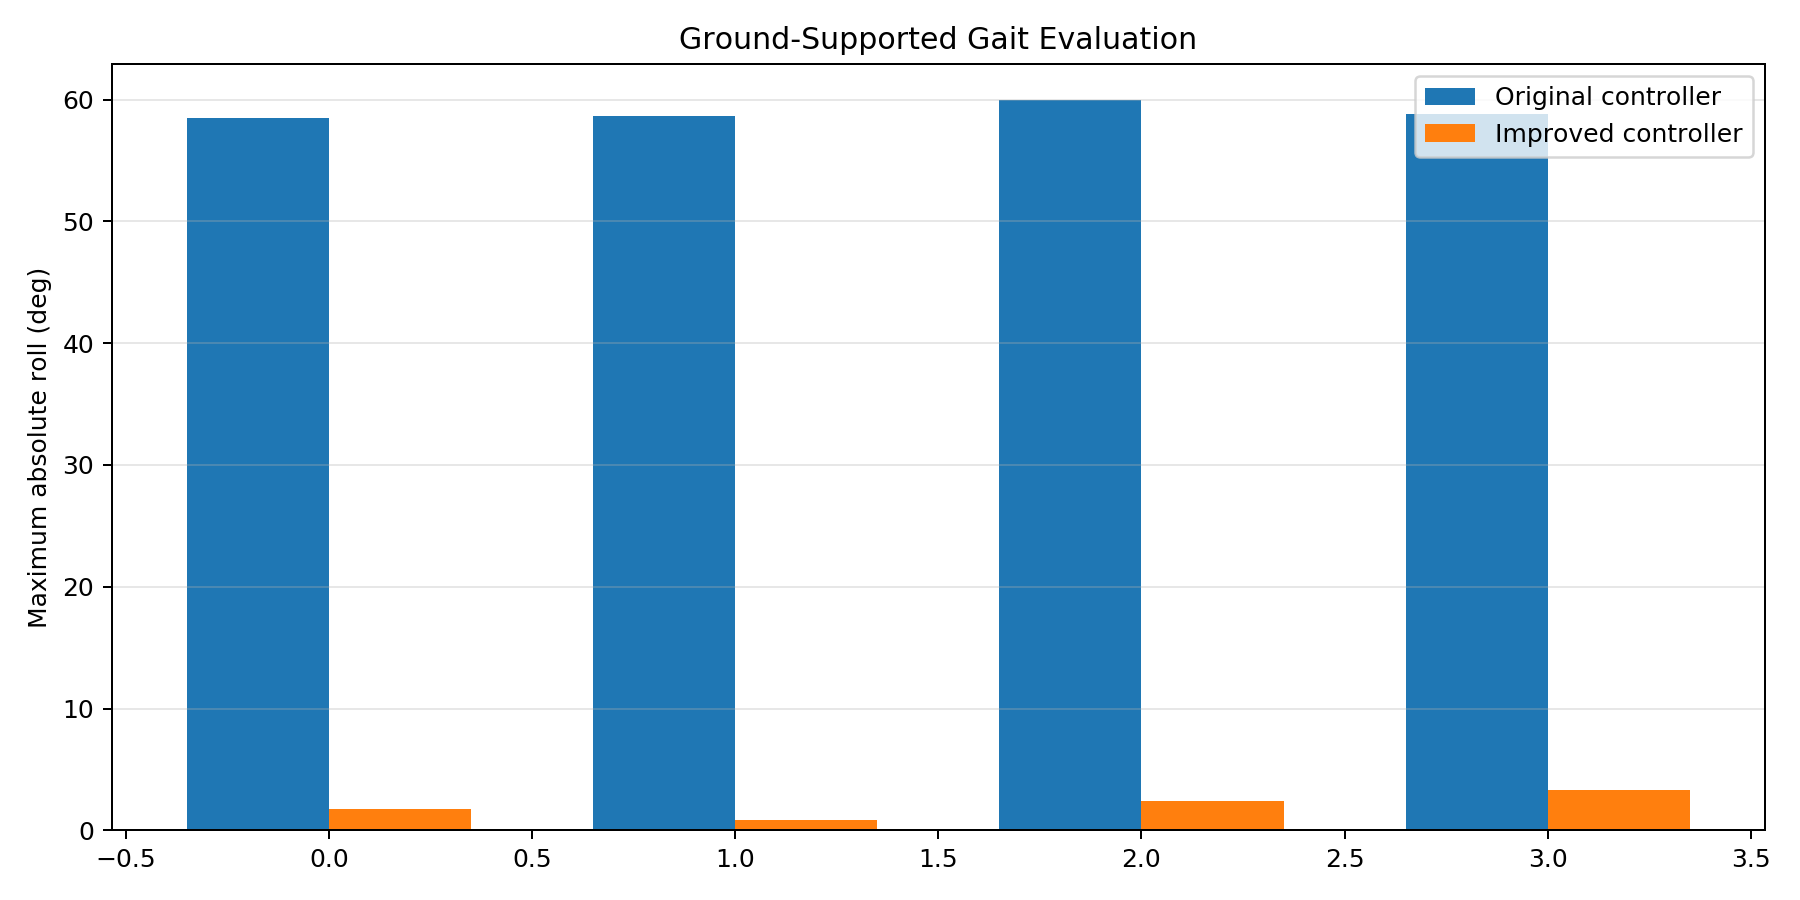 Ground-Supported Gait Evaluation
Original controller
Improved controller
Maximum absolute roll (deg)
60
50
40
30
20
10
0
−0.5 0.0 0.5 1.0 1.5 2.0 2.5 3.0 3.5